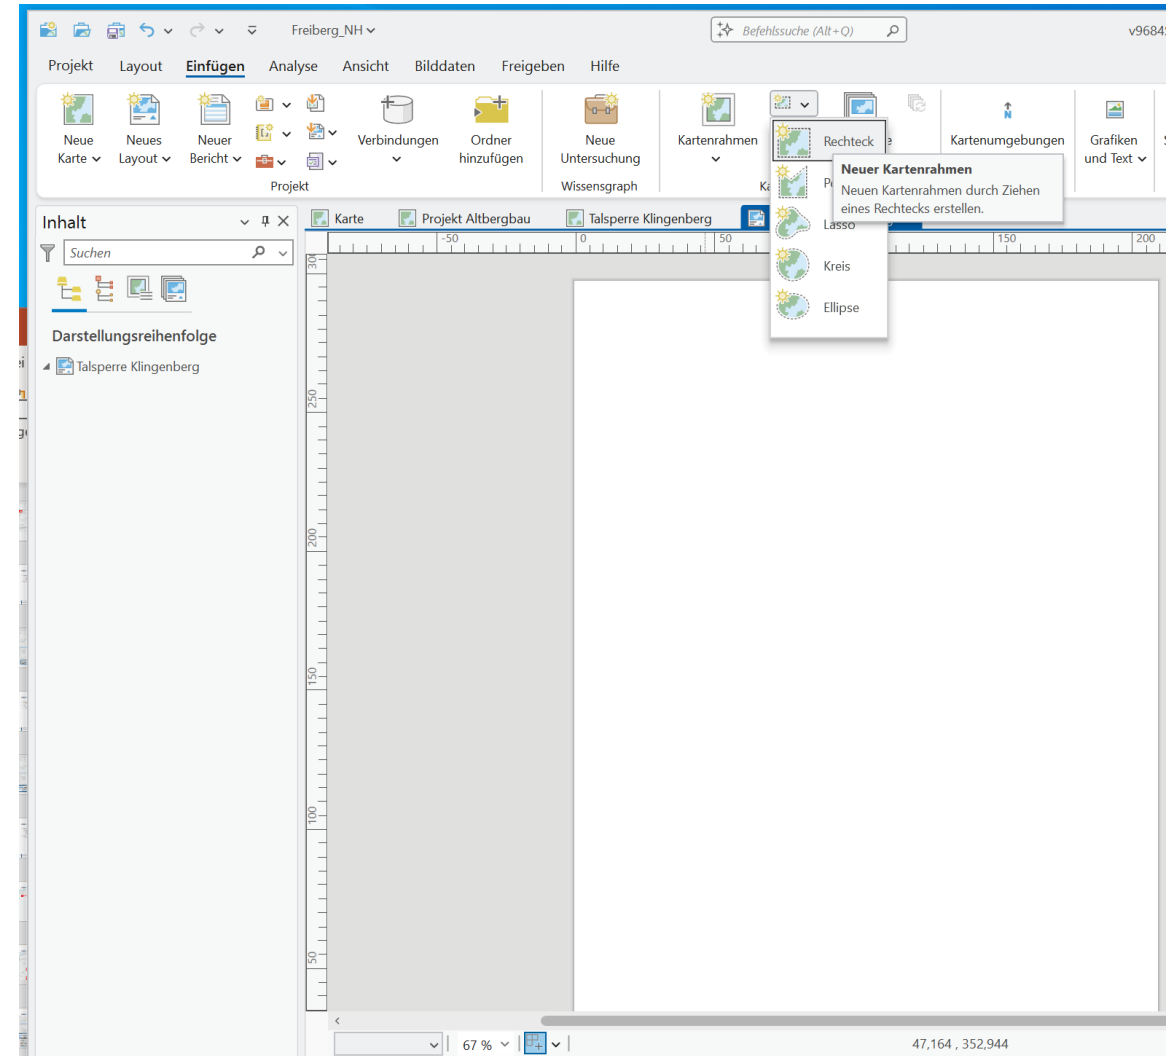 Freiberg_NH
Befehlssuche (Alt+Q)
v9684
Projekt Layout Einfügen Analyse Ansicht Bilddaten Freigeben Hilfe
Neue Karte
Neues Layout
Neuer Bericht
Verbindungen
Ordner hinzufügen
Neue Untersuchung
Kartenrahmen
N
Kartenumgebungen
Grafiken und Text
Projekt
Wissensgraph
Rechteck
Lasso
Kreis
Ellipse
Neuer Kartenrahmen
Neuen Kartenrahmen durch Ziehen
eines Rechtecks erstellen.
Karte
Projekt Altbergbau
Talsperre Klingenberg
Inhalt
Suchen
Darstellungsreihenfolge
Talsperre Klingenberg
-50 0 50 150 200
250
200
150
100
50
67 %
47,164 , 352,944